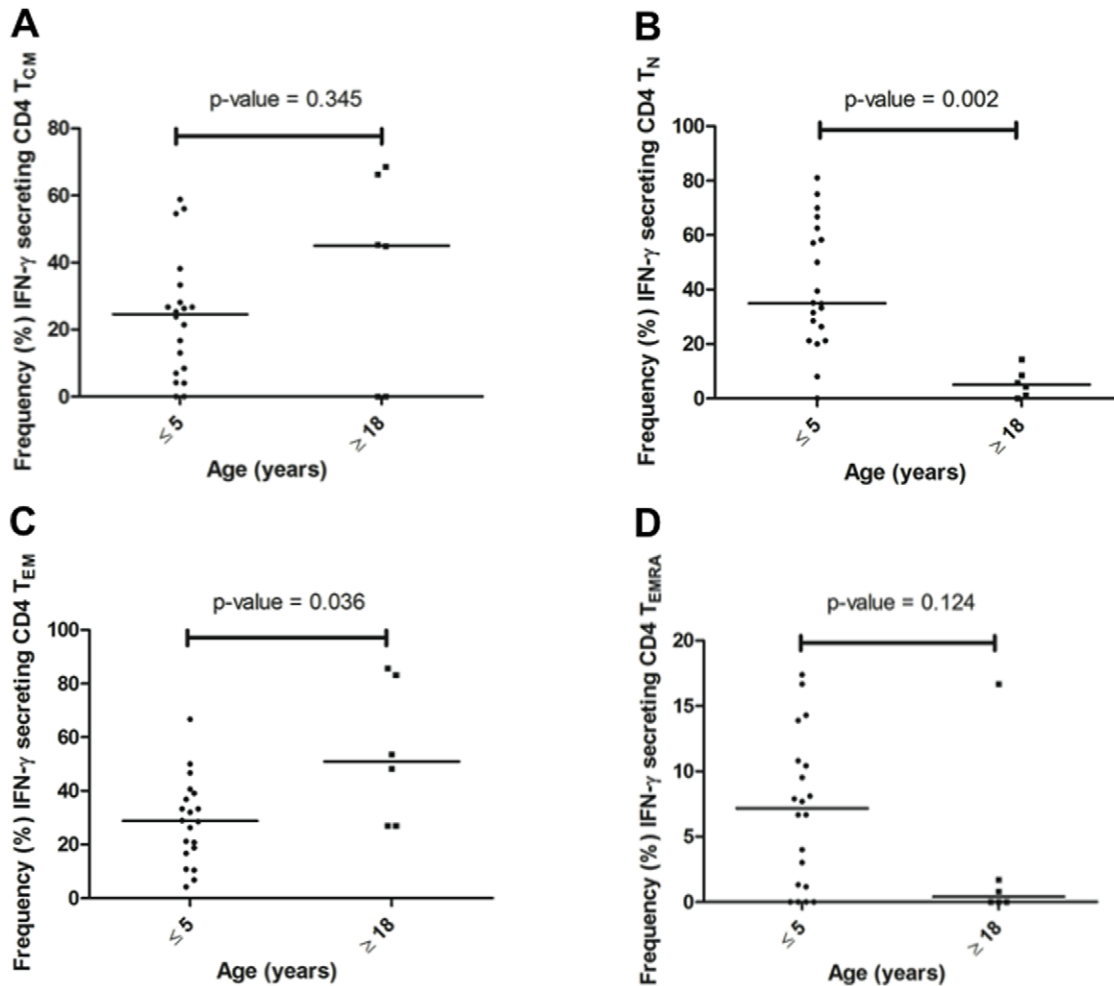 A
Frequency (%) IFN-γ secreting CD4 TCM
p-value = 0.345
80
60
40
20
0
≤ 5
≥ 18
Age (years)
B
Frequency (%) IFN-γ secreting CD4 TN
p-value = 0.002
100
80
60
40
20
0
≤ 5
≥ 18
Age (years)
C
Frequency (%) IFN-γ secreting CD4 TEM
p-value = 0.036
100
80
60
40
20
0
≤ 5
≥ 18
Age (years)
D
Frequency (%) IFN-γ secreting CD4 TEMRA
p-value = 0.124
20
15
10
5
0
≤ 5
≥ 18
Age (years)